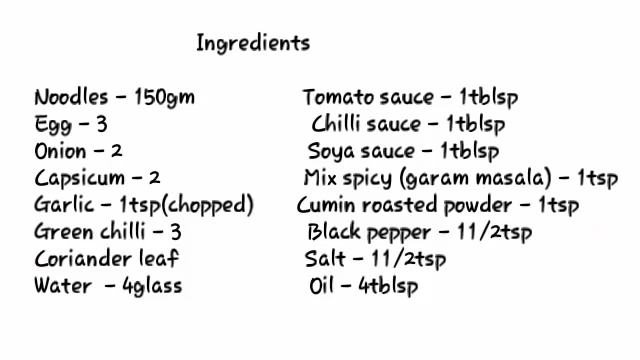 Ingredients
Noodles – 150gm
Egg – 3
Onion – 2
Capsicum – 2
Garlic – 1tsp(chopped)
Green chilli – 3
Coriander leaf
Water – 4glass
Tomato sauce – 1tblsp
Chilli sauce – 1tblsp
Soya sauce – 1tblsp
Mix spicy (garam masala) – 1tsp
Cumin roasted powder – 1tsp
Black pepper – 11/2tsp
Salt – 11/2tsp
Oil – 4tblsp